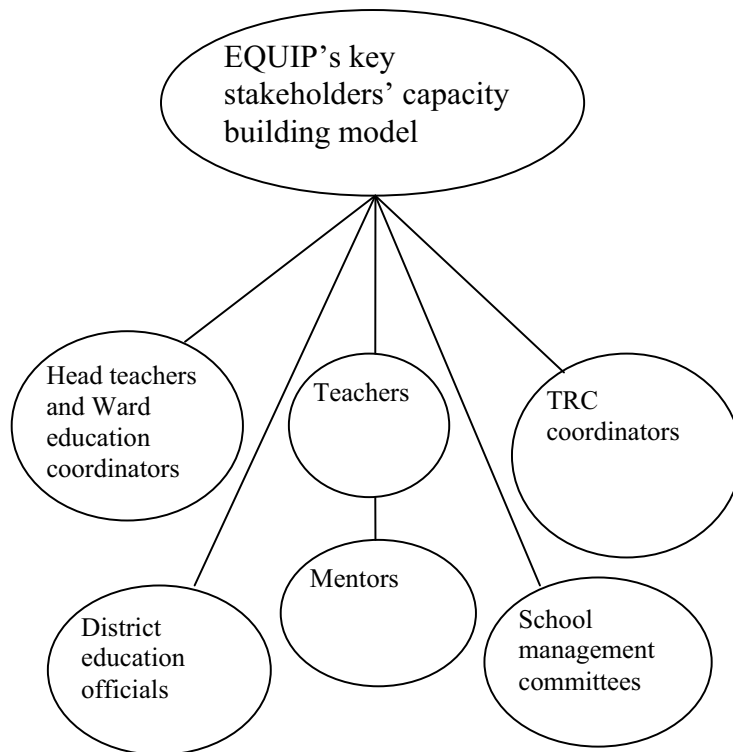 EQUIP’s key
stakeholders’ capacity
building model
Head teachers
and Ward
education
coordinators
Teachers
TRC
coordinators
District
education
officials
Mentors
School
management
committees